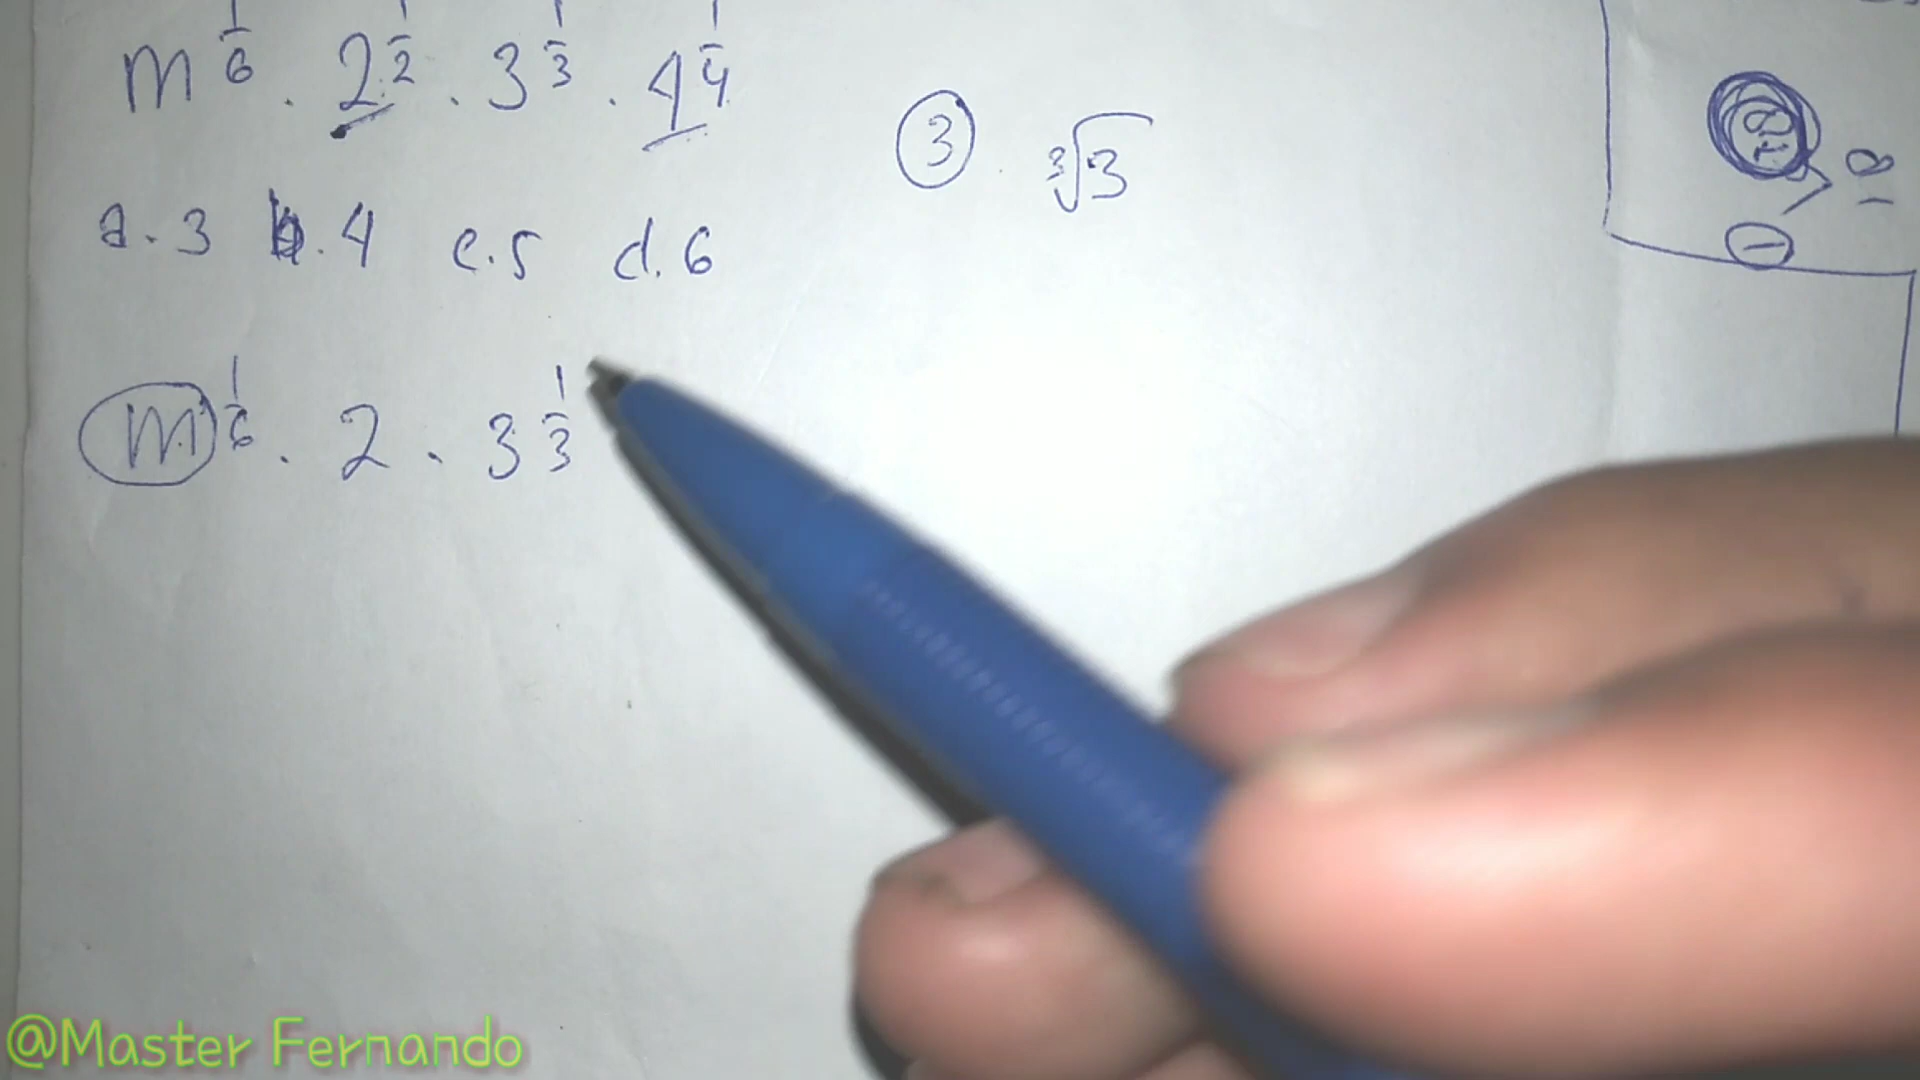 m^1/6 . 2^1/2 . 3^1/3 . 4^1/4
a. 3 b. 4 c. 5 d. 6
m^1/6 . 2 . 3^1/3
3 . ∛3
@Master Fernando